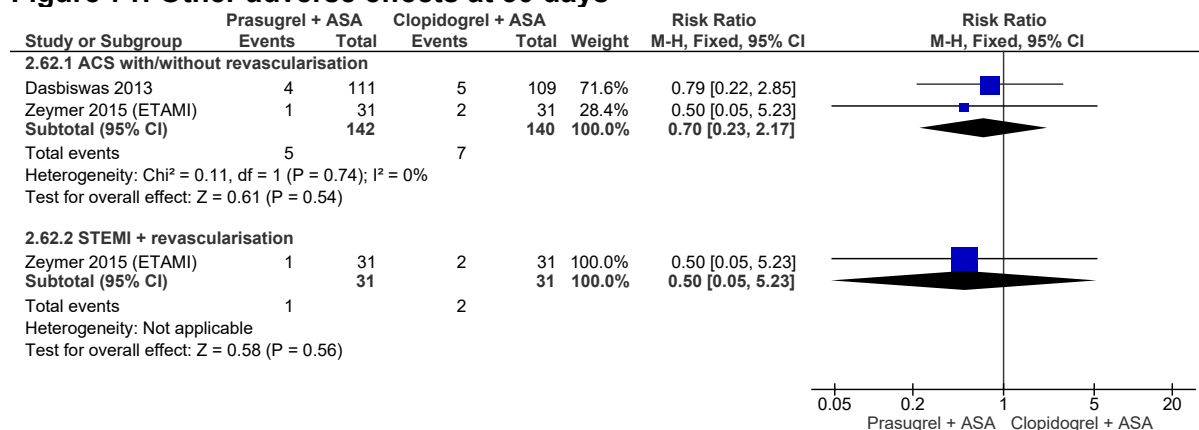 Figure Other adverse effects at days
Prasugrel + ASA Clopidogrel + ASA Risk Ratio Risk Ratio
Study or Subgroup Events Total Events Total Weight M-H, Fixed, 95% CI M-H, Fixed, 95% CI
2.62.1 ACS with/without revascularisation
Dasbiswas 2013 4 111 5 109 71.6% 0.79 [0.22, 2.85]
Zeymer 2015 (ETAMI) 1 31 2 31 28.4% 0.50 [0.05, 5.23]
Subtotal (95% CI) 142 140 100.0% 0.70 [0.23, 2.17]
Total events 5 7
Heterogeneity: Chi² = 0.11, df = 1 (P = 0.74); I² = 0%
Test for overall effect: Z = 0.61 (P = 0.54)
2.62.2 STEMI + revascularisation
Zeymer 2015 (ETAMI) 1 31 2 31 100.0% 0.50 [0.05, 5.23]
Subtotal (95% CI) 31 31 100.0% 0.50 [0.05, 5.23]
Total events 1 2
Heterogeneity: Not applicable
Test for overall effect: Z = 0.58 (P = 0.56)
0.05 0.2 1 5 20
Prasugrel + ASA Clopidogrel + ASA